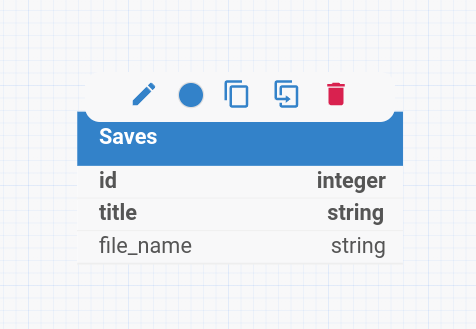 Saves
id integer
title string
file_name string